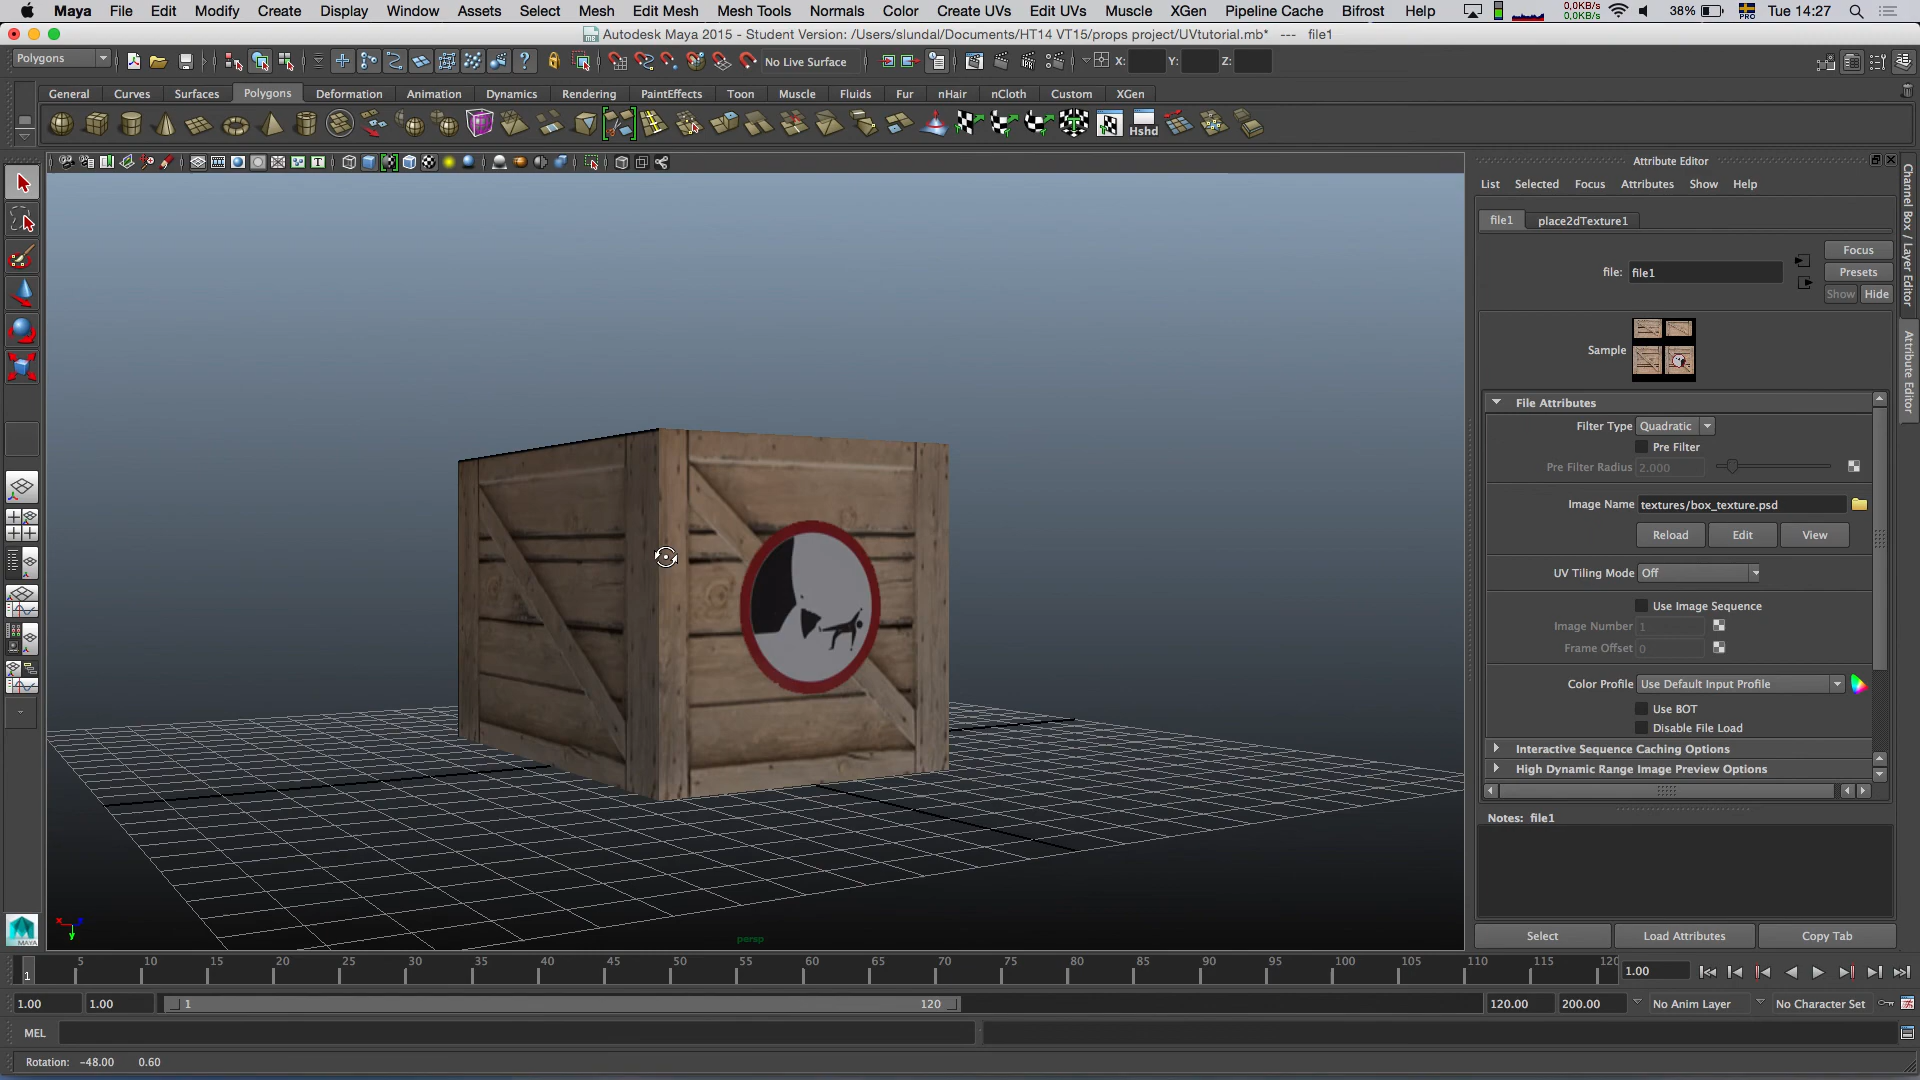 Maya File Edit Modify Create Display Window Assets Select Mesh Edit Mesh Mesh Tools Normals Color Create UVs Edit UVs Muscle XGen Pipeline Cache Bifrost Help 0,0KB/s 0,0KB/s 38% PRO Tue 14:27
Autodesk Maya 2015 - Student Version: /Users/slundal/Documents/HT14 VT15/props project/UVtutorial.mb* --- file1
Polygons No Live Surface X: Y: Z:
General Curves Surfaces Polygons Deformation Animation Dynamics Rendering PaintEffects Toon Muscle Fluids Fur nHair nCloth Custom XGen
Hshd
Attribute Editor
List Selected Focus Attributes Show Help
file1 place2dTexture1
Focus
file: file1 Presets
Show Hide
Sample
File Attributes
Filter Type Quadratic
Pre Filter
Pre Filter Radius 2.000
Image Name textures/box_texture.psd
Reload Edit View
UV Tiling Mode Off
Use Image Sequence
Image Number 1
Frame Offset 0
Color Profile Use Default Input Profile
Use BOT
Disable File Load
Interactive Sequence Caching Options
High Dynamic Range Image Preview Options
Notes: file1
Select Load Attributes Copy Tab
Channel Box / Layer Editor
Attribute Editor
MAYA
x z y
persp
1 5 10 15 20 25 30 35 40 45 50 55 60 65 70 75 80 85 90 95 100 105 110 115 120 1.00
1.00 1.00 1 120 120.00 200.00 No Anim Layer No Character Set
MEL
Rotation: -48.00 0.60